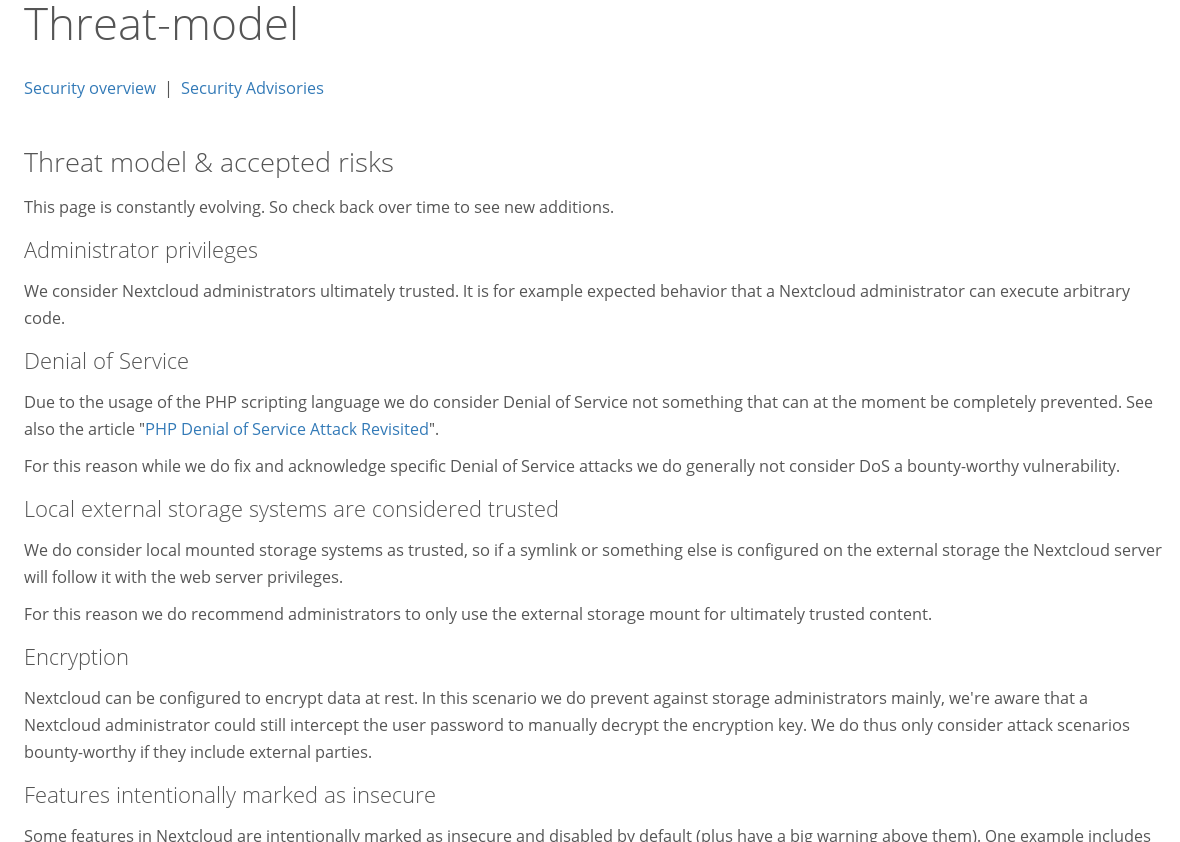 Threat-model
Security overview | Security Advisories
Threat model & accepted risks
This page is constantly evolving. So check back over time to see new additions.
Administrator privileges
We consider Nextcloud administrators ultimately trusted. It is for example expected behavior that a Nextcloud administrator can execute arbitrary
code.
Denial of Service
Due to the usage of the PHP scripting language we do consider Denial of Service not something that can at the moment be completely prevented. See
also the article "PHP Denial of Service Attack Revisited".
For this reason while we do fix and acknowledge specific Denial of Service attacks we do generally not consider DoS a bounty-worthy vulnerability.
Local external storage systems are considered trusted
We do consider local mounted storage systems as trusted, so if a symlink or something else is configured on the external storage the Nextcloud server
will follow it with the web server privileges.
For this reason we do recommend administrators to only use the external storage mount for ultimately trusted content.
Encryption
Nextcloud can be configured to encrypt data at rest. In this scenario we do prevent against storage administrators mainly, we're aware that a
Nextcloud administrator could still intercept the user password to manually decrypt the encryption key. We do thus only consider attack scenarios
bounty-worthy if they include external parties.
Features intentionally marked as insecure
Some features in Nextcloud are intentionally marked as insecure and disabled by default (plus have a big warning above them). One example includes